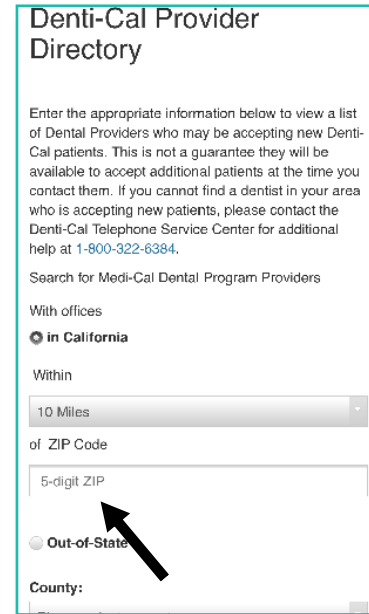 Denti-Cal Provider
Directory
Enter the appropriate information below to view a list
of Dental Providers who may be accepting new Denti-
Cal patients. This is not a guarantee they will be
available to accept additional patients at the time you
contact them. If you cannot find a dentist in your area
who is accepting new patients, please contact the
Denti-Cal Telephone Service Center for additional
help at 1-800-322-6384.
Search for Medi-Cal Dental Program Providers
With offices
in California
Within
10 Miles
of ZIP Code
5-digit ZIP
Out-of-State
County: